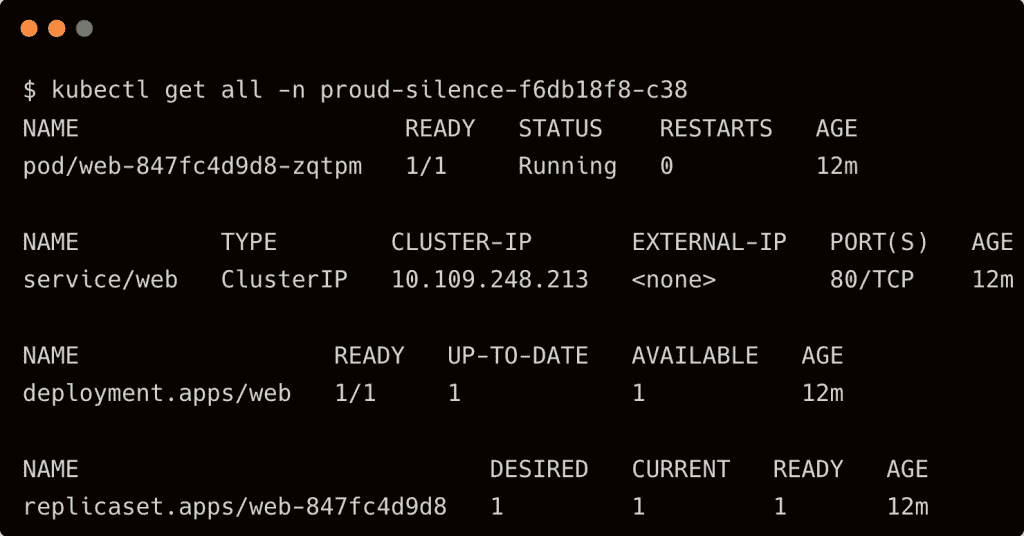 $ kubectl get all -n proud-silence-f6db18f8-c38
NAME                       READY   STATUS    RESTARTS   AGE
pod/web-847fc4d9d8-zqtpm   1/1     Running   0          12m
NAME          TYPE        CLUSTER-IP       EXTERNAL-IP   PORT(S)   AGE
service/web   ClusterIP   10.109.248.213   <none>        80/TCP    12m
NAME                  READY   UP-TO-DATE   AVAILABLE   AGE
deployment.apps/web   1/1     1            1           12m
NAME                             DESIRED   CURRENT   READY   AGE
replicaset.apps/web-847fc4d9d8   1         1         1       12m